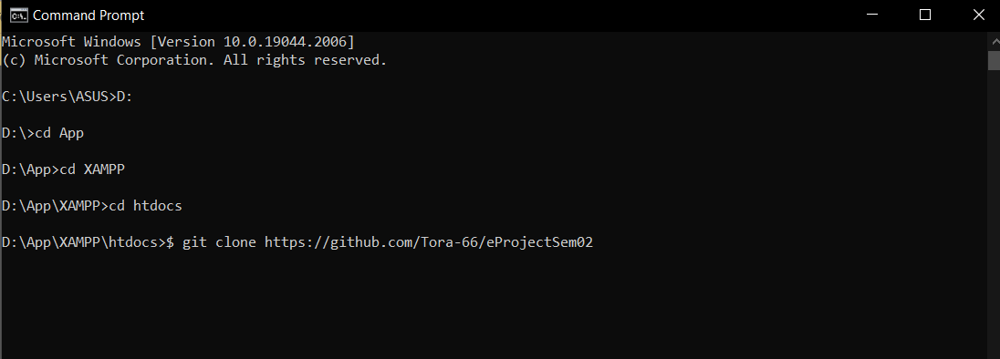 Command Prompt
Microsoft Windows [Version 10.0.19044.2006]
(c) Microsoft Corporation. All rights reserved.
C:\Users\ASUS>D:
D:\>cd App
D:\App>cd XAMPP
D:\App\XAMPP>cd htdocs
D:\App\XAMPP\htdocs>$ git clone https://github.com/Tora-66/eProjectSem02